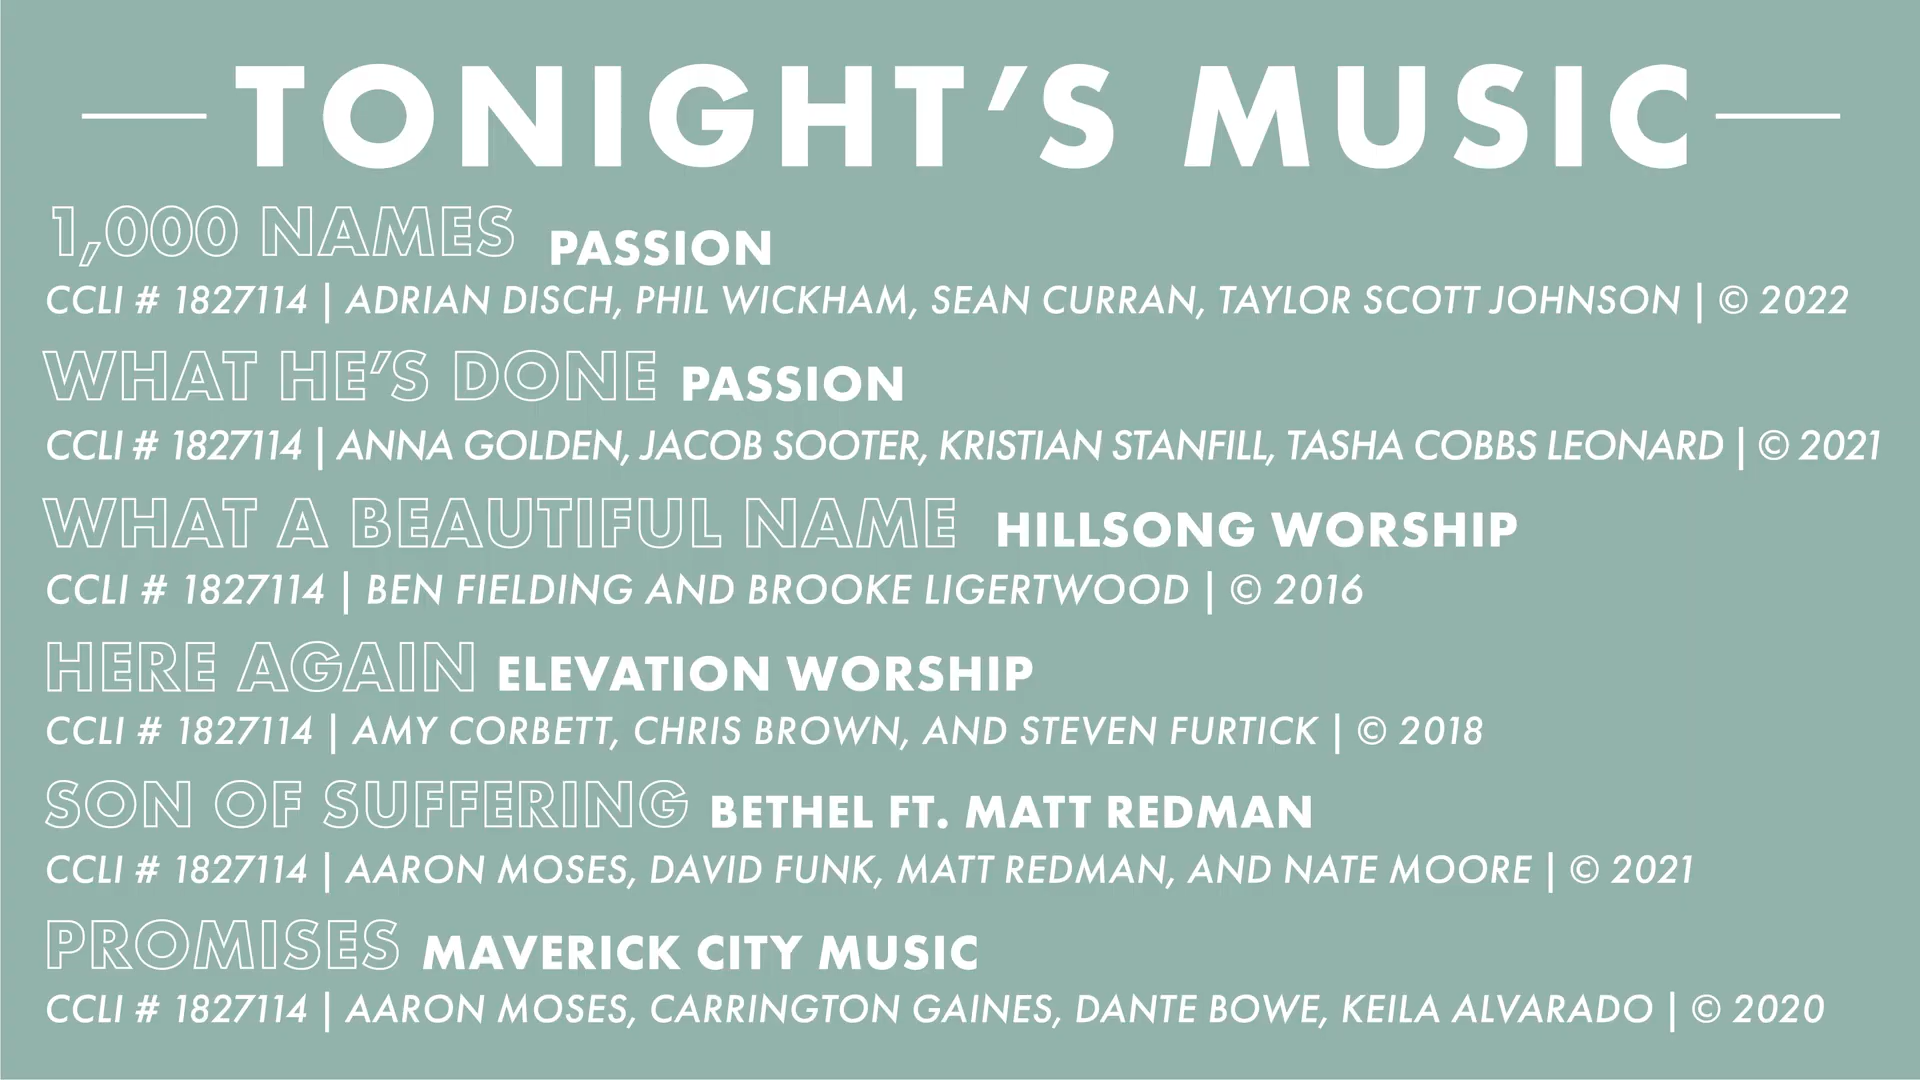 TONIGHT'S MUSIC
1,000 NAMES PASSION
CCLI # 1827114 | ADRIAN DISCH, PHIL WICKHAM, SEAN CURRAN, TAYLOR SCOTT JOHNSON | © 2022
WHAT HE'S DONE PASSION
CCLI # 1827114 | ANNA GOLDEN, JACOB SOOTER, KRISTIAN STANFILL, TASHA COBBS LEONARD | © 2021
WHAT A BEAUTIFUL NAME HILLSONG WORSHIP
CCLI # 1827114 | BEN FIELDING AND BROOKE LIGERTWOOD | © 2016
HERE AGAIN ELEVATION WORSHIP
CCLI # 1827114 | AMY CORBETT, CHRIS BROWN, AND STEVEN FURTICK | © 2018
SON OF SUFFERING BETHEL FT. MATT REDMAN
CCLI # 1827114 | AARON MOSES, DAVID FUNK, MATT REDMAN, AND NATE MOORE | © 2021
PROMISES MAVERICK CITY MUSIC
CCLI # 1827114 | AARON MOSES, CARRINGTON GAINES, DANTE BOWE, KEILA ALVARADO | © 2020